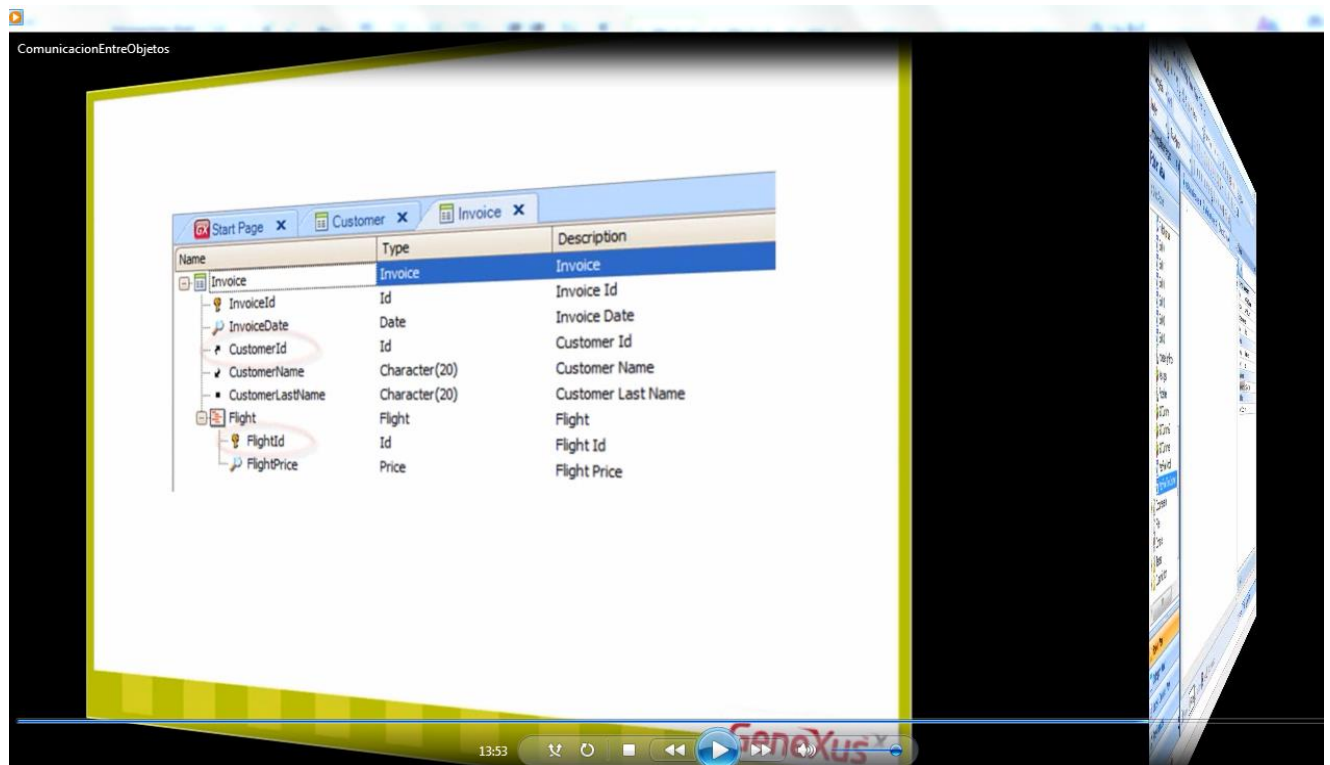 ComunicacionEntreObjetos
GX Start Page x Customer x Invoice x
Name Type Description
Invoice Invoice Invoice
InvoiceId Id Invoice Id
InvoiceDate Date Invoice Date
CustomerId Id Customer Id
CustomerName Character(20) Customer Name
CustomerLastName Character(20) Customer Last Name
Flight Flight Flight
FlightId Id Flight Id
FlightPrice Price Flight Price
13:53
GeneXus X